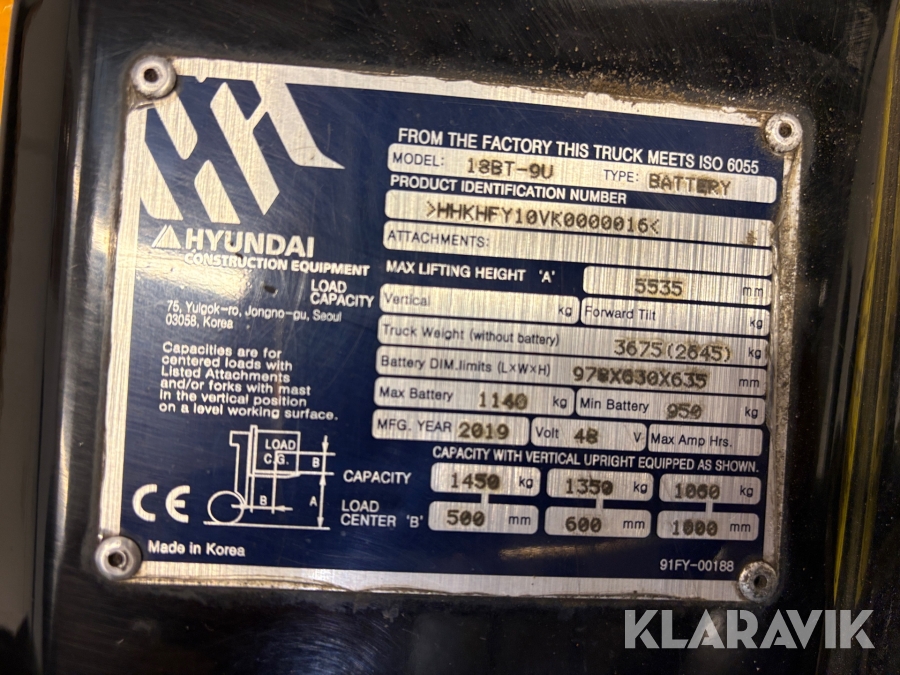 FROM THE FACTORY THIS TRUCK MEETS ISO 6055
MODEL: 18BT-9U TYPE: BATTERY
PRODUCT IDENTIFICATION NUMBER
>HHKHFY10VK0000016<
ATTACHMENTS:
HYUNDAI
CONSTRUCTION EQUIPMENT
75, Yulgok-ro, Jongno-gu, Seoul
03058, Korea
Capacities are for
centered loads with
Listed Attachments
and/or forks with mast
in the vertical position
on a level working surface.
MAX LIFTING HEIGHT 'A' 5535 mm
LOAD
CAPACITY
Vertical kg Forward Tilt kg
Truck Weight (without battery) 3675(2645) kg
Battery DIM.limits (L×W×H) 978X630X635 mm
Max Battery 1140 kg Min Battery 950 kg
MFG. YEAR 2019 Volt 48 V Max Amp Hrs.
CAPACITY WITH VERTICAL UPRIGHT EQUIPPED AS SHOWN.
CAPACITY 1450 kg 1350 kg 1060 kg
LOAD
CENTER 'B' 500 mm 600 mm 1000 mm
LOAD
C.G.
B
B
A
CE
Made in Korea
91FY-00188
KLARAVIK